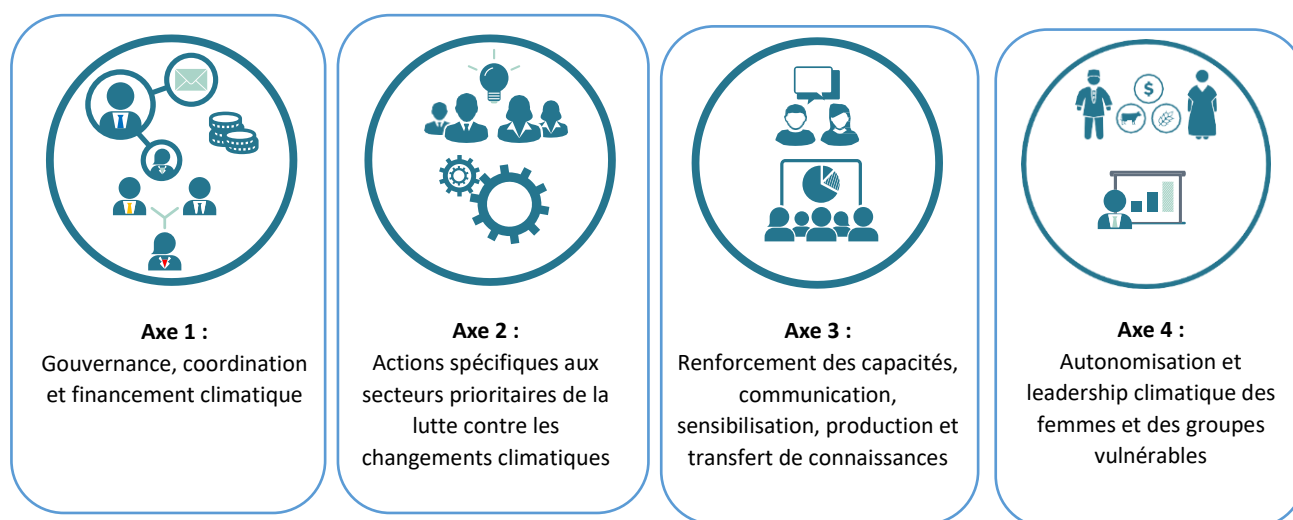 Axe 1 :
Gouvernance, coordination
et financement climatique
Axe 2 :
Actions spécifiques aux
secteurs prioritaires de la
lutte contre les
changements climatiques
Axe 3 :
Renforcement des capacités,
communication,
sensibilisation, production et
transfert de connaissances
$
Axe 4 :
Autonomisation et
leadership climatique des
femmes et des groupes
vulnérables